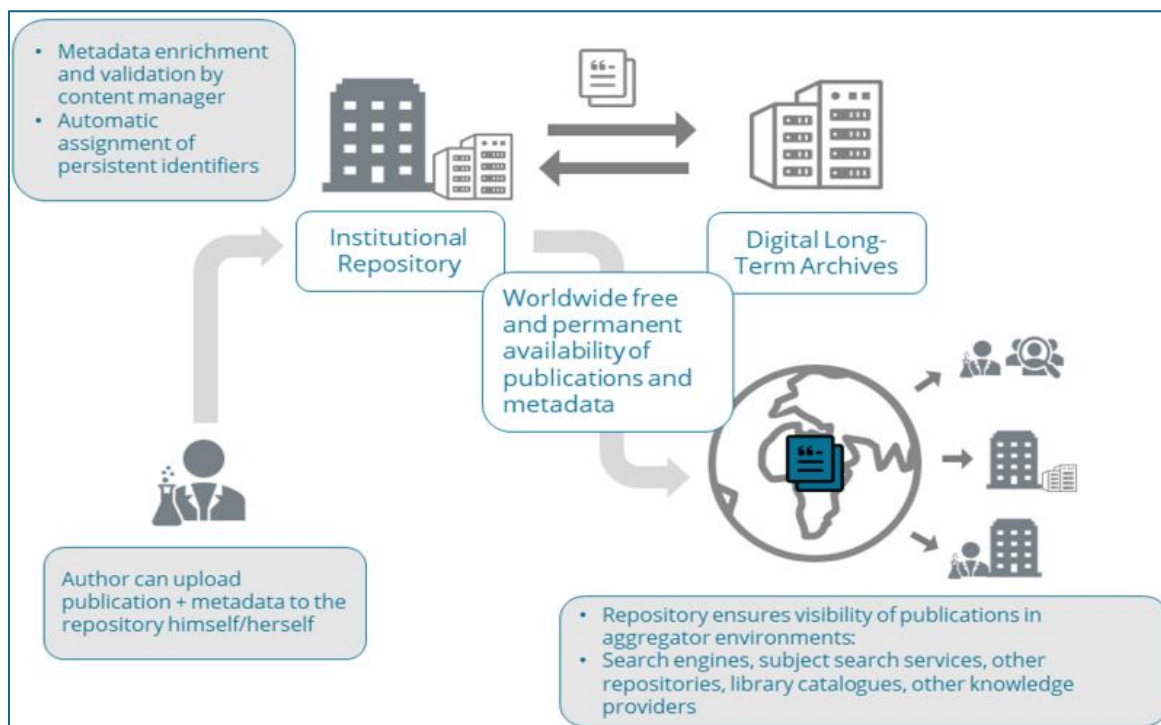 • Metadata enrichment
and validation by
content manager
• Automatic
assignment of
persistent identifiers
Institutional
Repository
Digital Long-
Term Archives
Worldwide free
and permanent
availability of
publications and
metadata
Author can upload
publication + metadata to the
repository himself/herself
• Repository ensures visibility of publications in
aggregator environments:
• Search engines, subject search services, other
repositories, library catalogues, other knowledge
providers